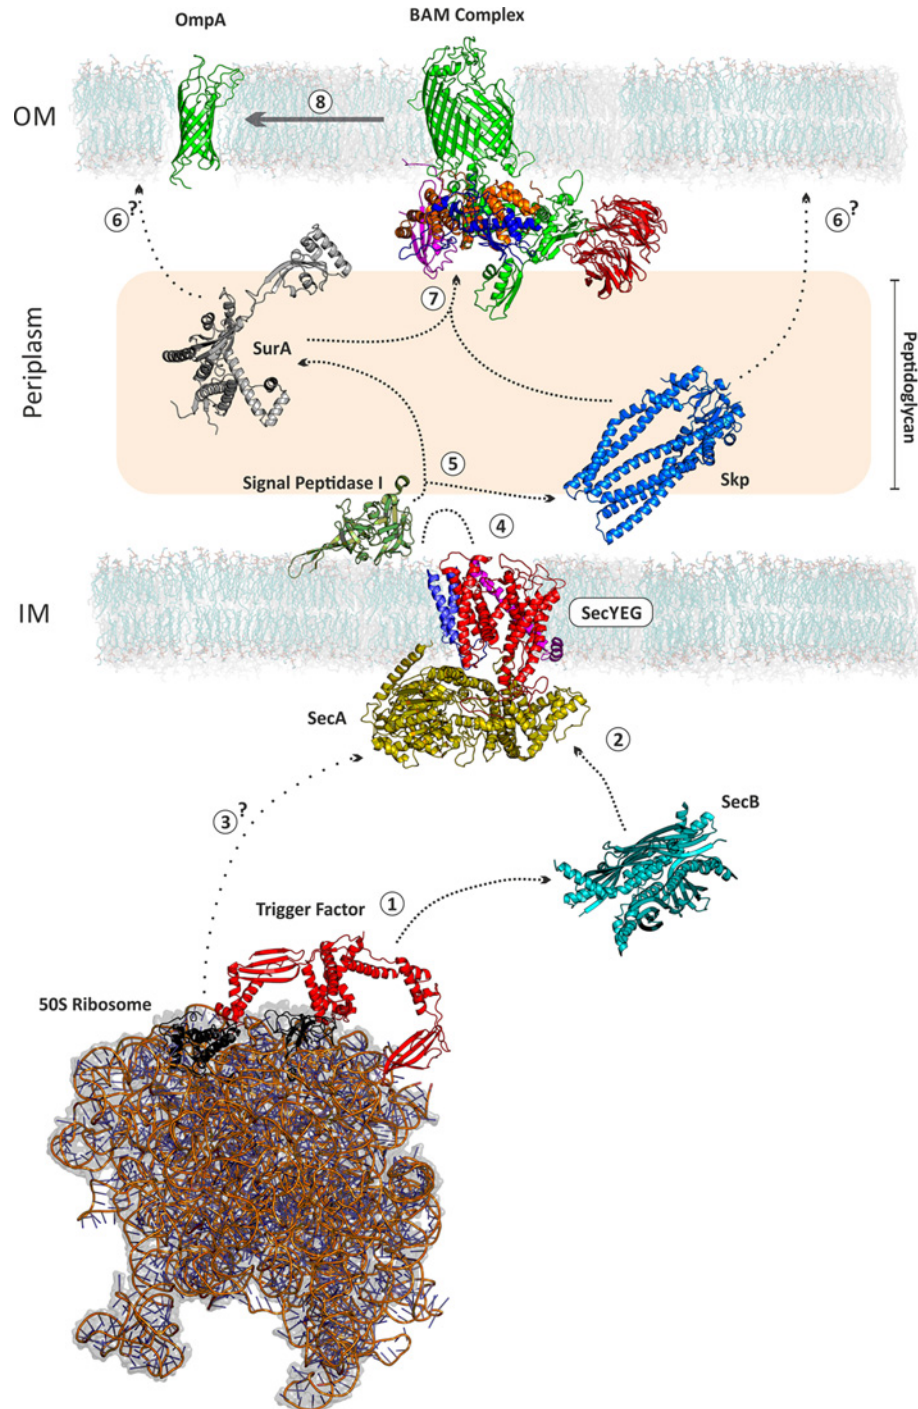 OmpA
BAM Complex
OM
8
6?
6?
7
Periplasm
SurA
Peptidoglycan
5
Skp
Signal Peptidase I
4
IM
SecYEG
SecA
2
SecB
3?
1
Trigger Factor
50S Ribosome